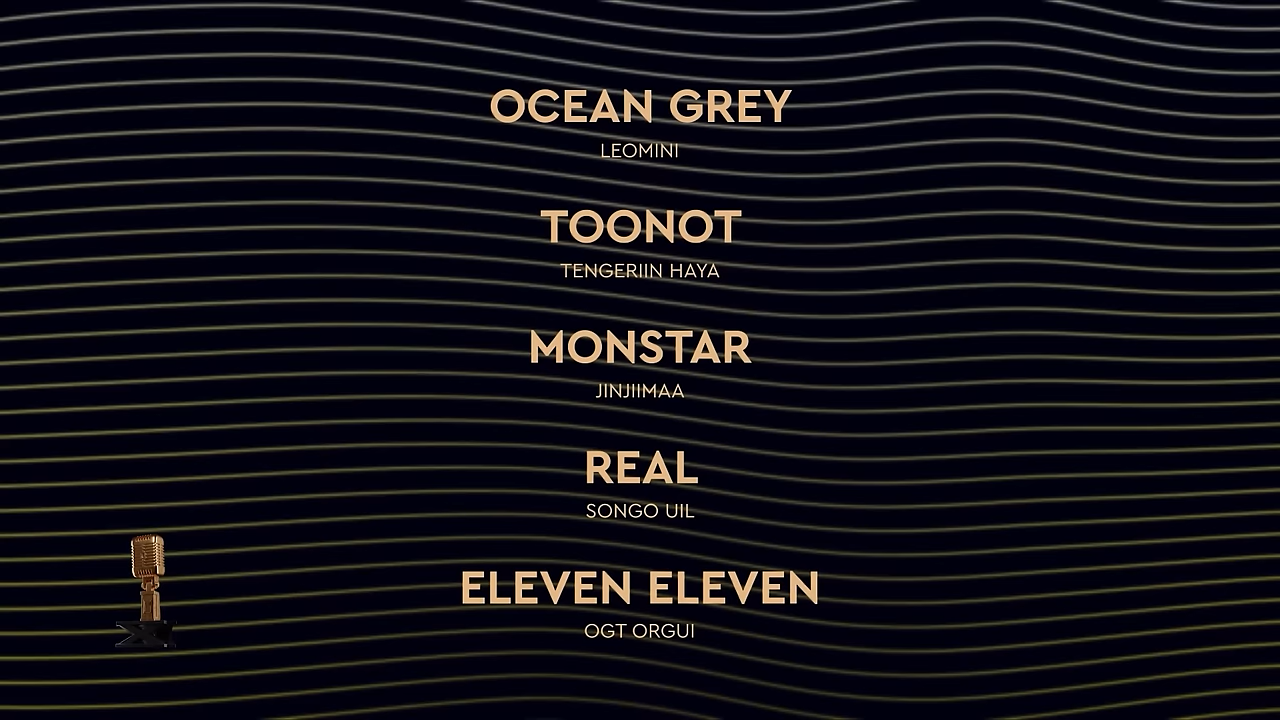 OCEAN GREY
LEOMINI
TOONOT
TENGERIIN HAYA
MONSTAR
JINJIIMAA
REAL
SONGO UIL
ELEVEN ELEVEN
OGT ORGUI